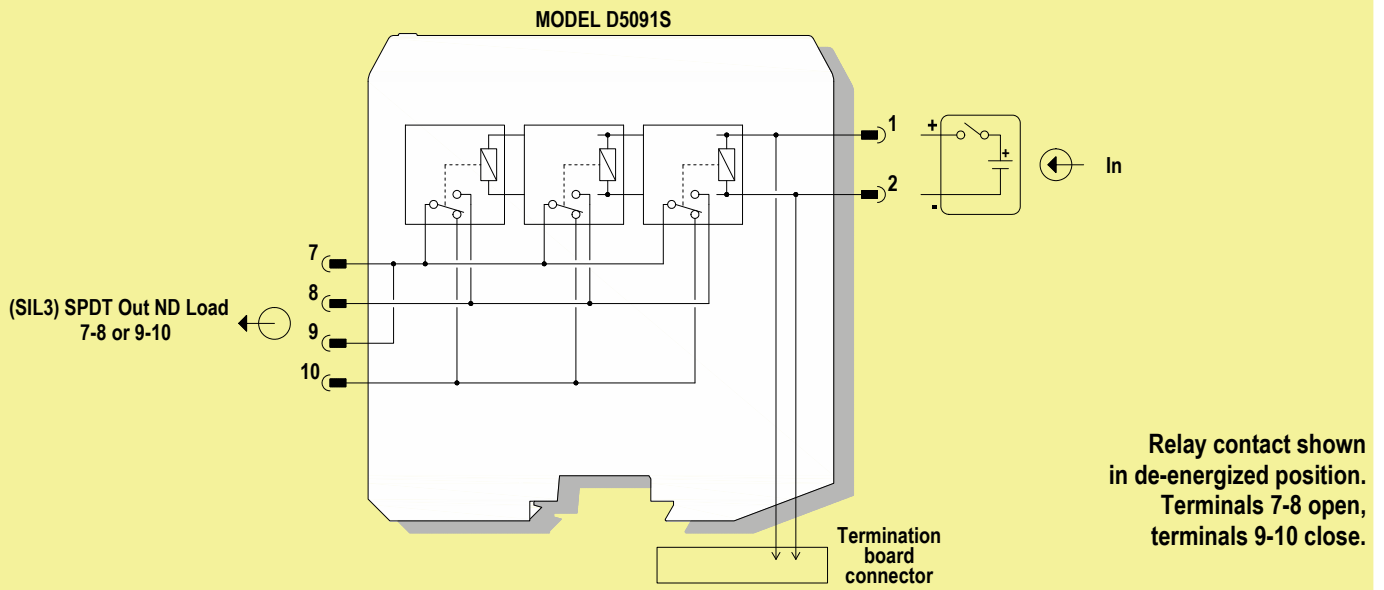 MODEL D5091S
1
+
+
In
2
-
7
8
(SIL3) SPDT Out ND Load
7-8 or 9-10
9
10
Relay contact shown
in de-energized position.
Terminals 7-8 open,
terminals 9-10 close.
Termination
board
connector